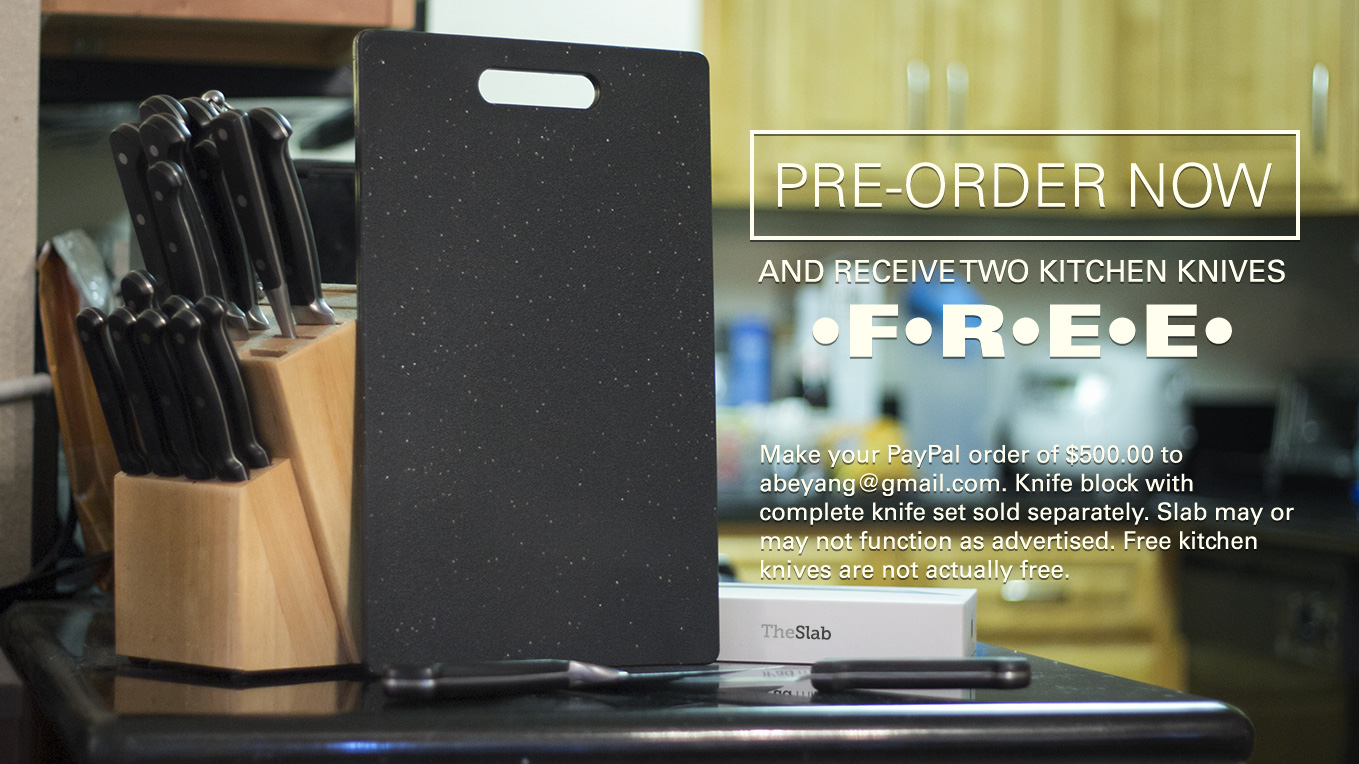 PRE-ORDER NOW
AND RECEIVE TWO KITCHEN KNIVES
•F•R•E•E•
Make your PayPal order of $500.00 to
abeyang@gmail.com. Knife block with
complete knife set sold separately. Slab may or
may not function as advertised. Free kitchen
knives are not actually free.
TheSlab